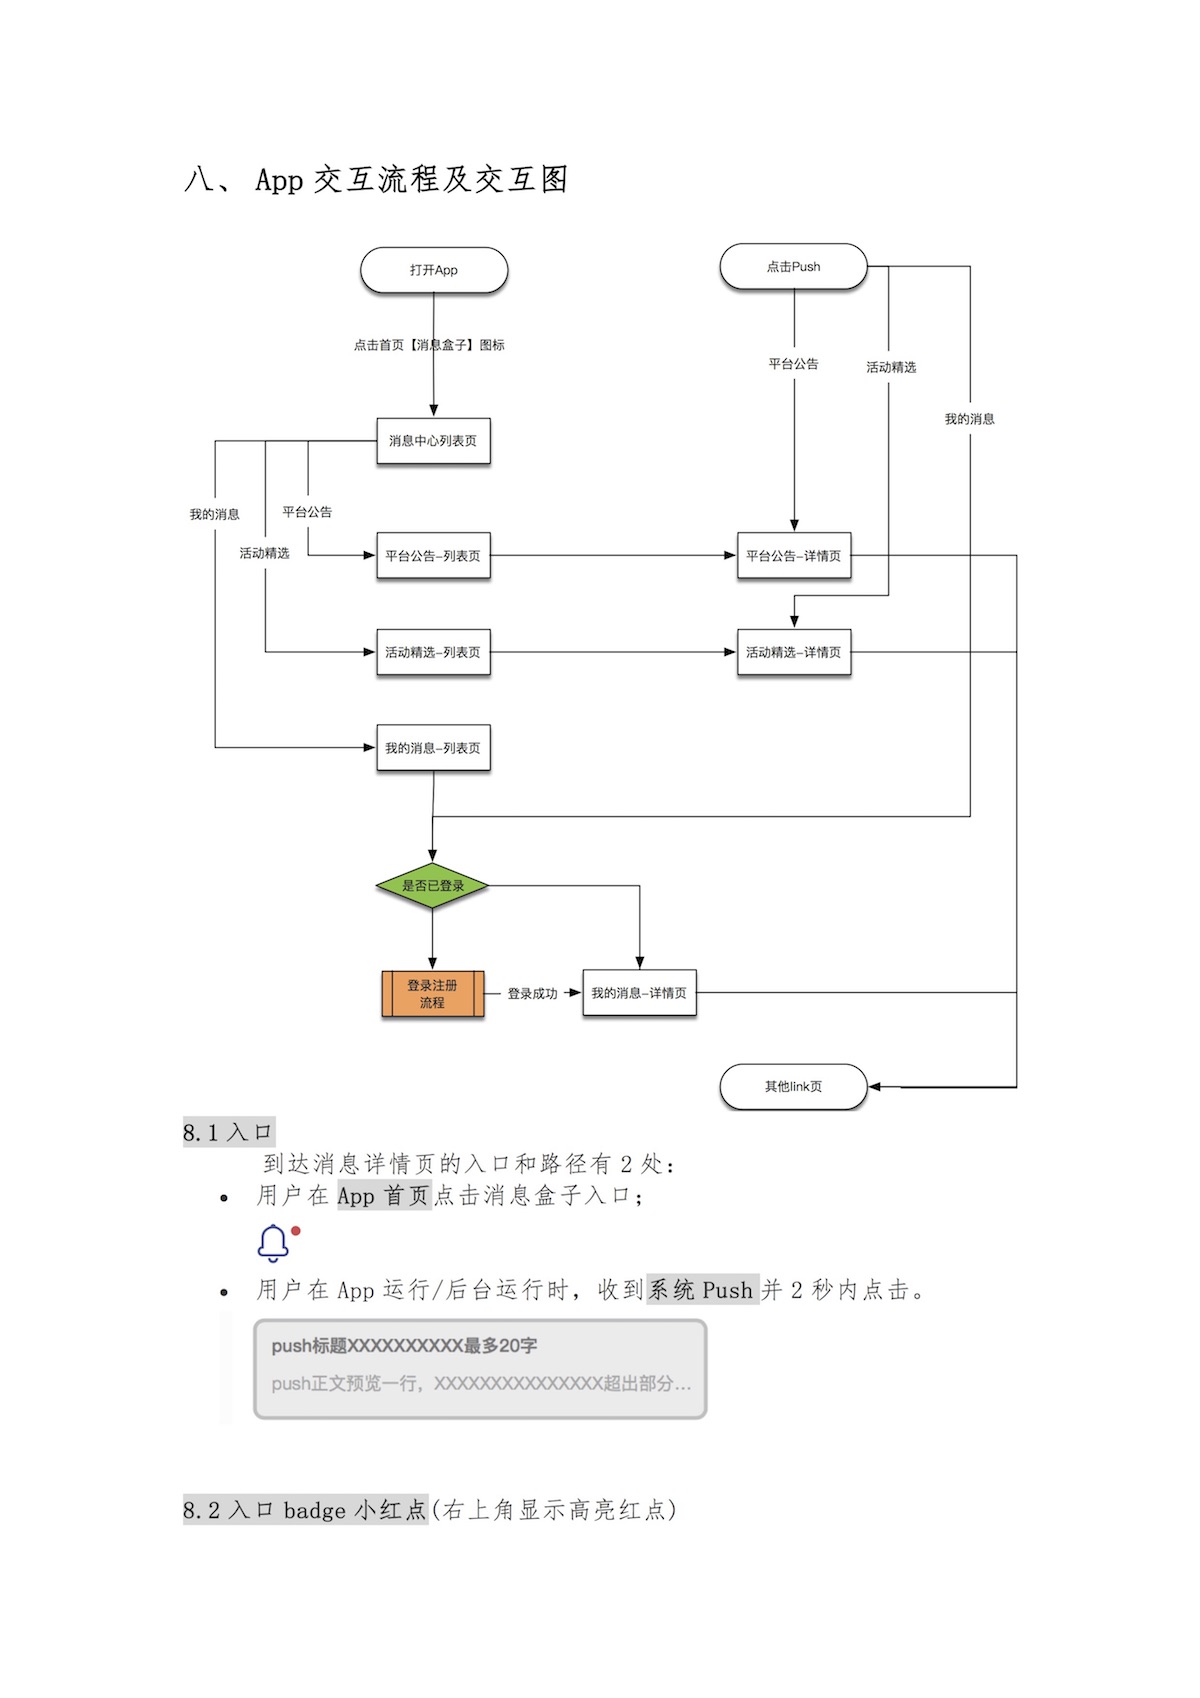 八、 App 交互流程及交互图
打开App
点击Push
点击首页【消息盒子】图标
平台公告
活动精选
我的消息
消息中心列表页
我的消息
平台公告
活动精选
平台公告-列表页
平台公告-详情页
活动精选-列表页
活动精选-详情页
我的消息-列表页
是否已登录
登录注册
流程
登录成功
我的消息-详情页
其他link页
8.1 入口
到达消息详情页的入口和路径有 2 处：
• 用户在 App 首页点击消息盒子入口；
• 用户在 App 运行/后台运行时，收到系统 Push 并 2 秒内点击。
push标题XXXXXXXXXX最多20字
push正文预览一行，XXXXXXXXXXXXXXX超出部分...
8.2 入口 badge 小红点(右上角显示高亮红点)